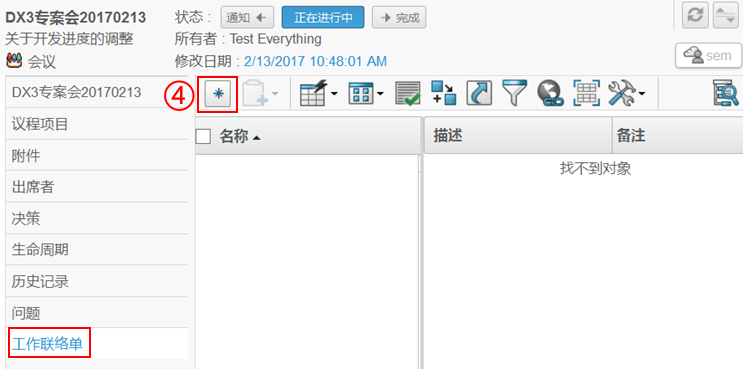 DX3专案会20170213
关于开发进度的调整
会议
状态 : 通知 正在进行中 完成
所有者 : Test Everything
修改日期 : 2/13/2017 10:48:01 AM
sem
DX3专案会20170213
议程项目
附件
出席者
决策
生命周期
历史记录
问题
工作联络单
④
名称 描述 备注
找不到对象